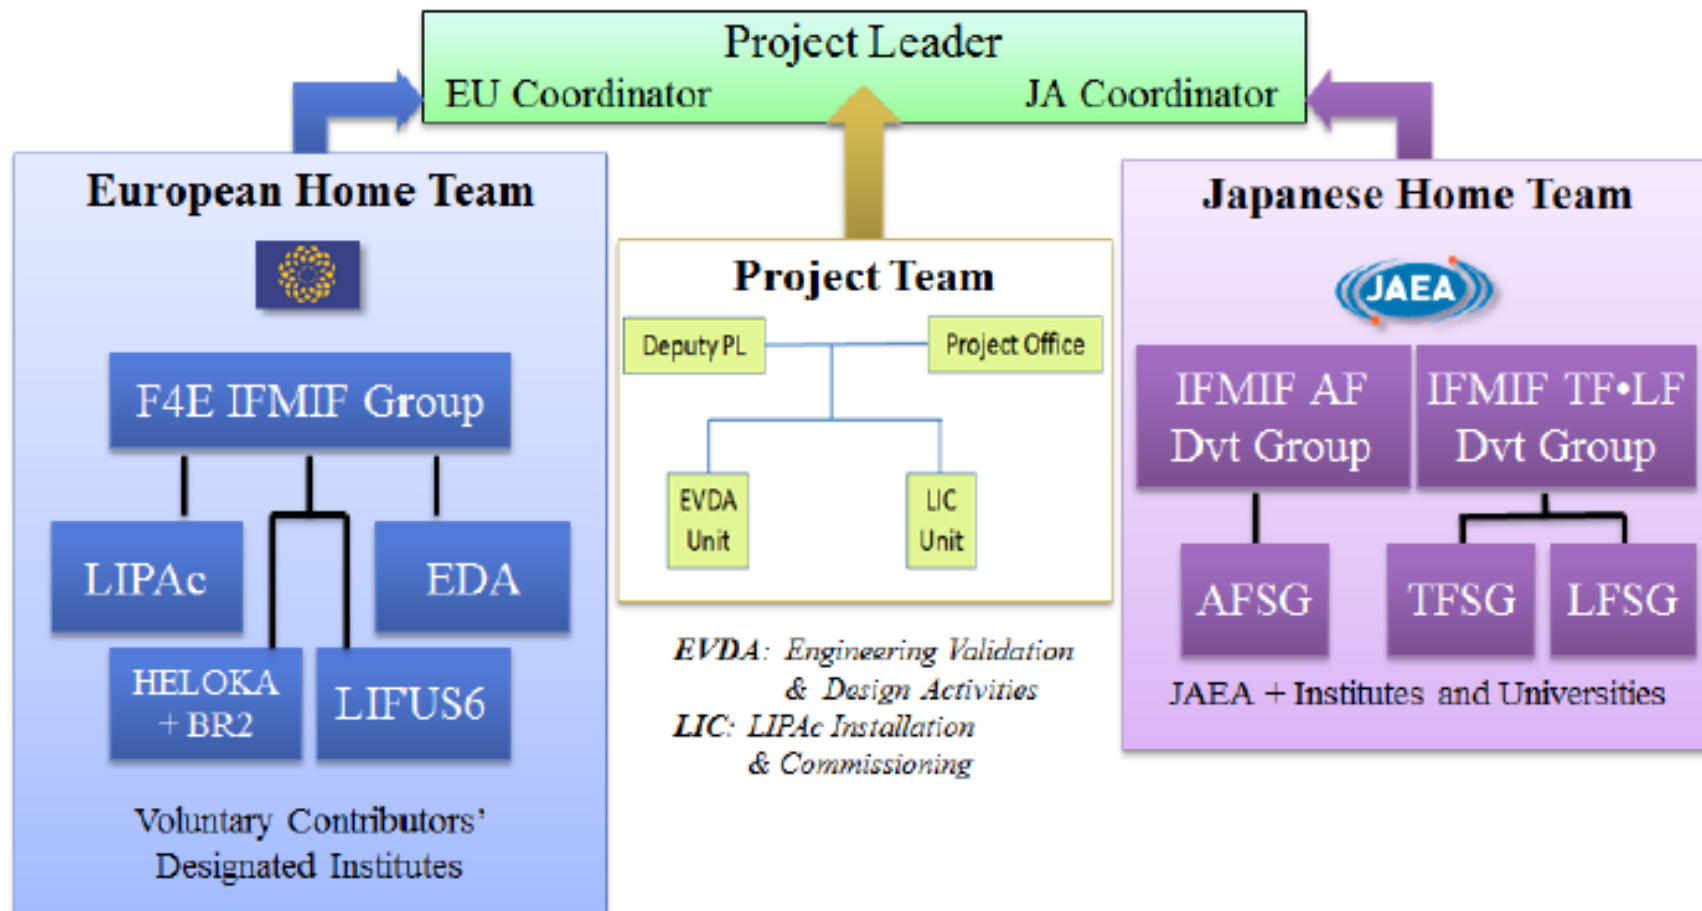 Project Leader
EU Coordinator
JA Coordinator
European Home Team
F4E IFMIF Group
LIPAc
EDA
HELOKA
+ BR2
LIFUS6
Voluntary Contributors’
Designated Institutes
Project Team
Deputy PL
Project Office
EVDA
Unit
LIC
Unit
EVDA: Engineering Validation
& Design Activities
LIC: LIPAc Installation
& Commissioning
Japanese Home Team
JAEA
IFMIF AF
Dvt Group
IFMIF TF•LF
Dvt Group
AFSG
TFSG
LFSG
JAEA + Institutes and Universities